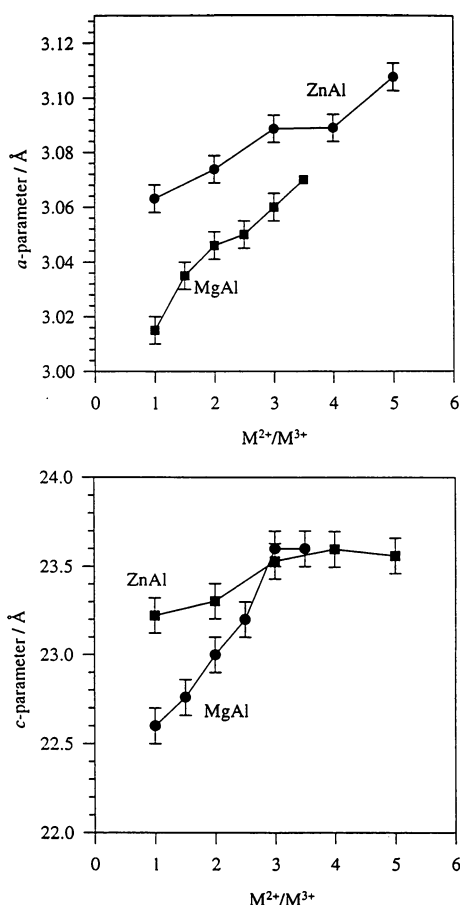 3.12
3.10
3.08
3.06
3.04
3.02
3.00
a-parameter / Å
ZnAl
MgAl
0 1 2 3 4 5 6
M²⁺/M³⁺
24.0
23.5
23.0
22.5
22.0
c-parameter / Å
ZnAl
MgAl
0 1 2 3 4 5 6
M²⁺/M³⁺